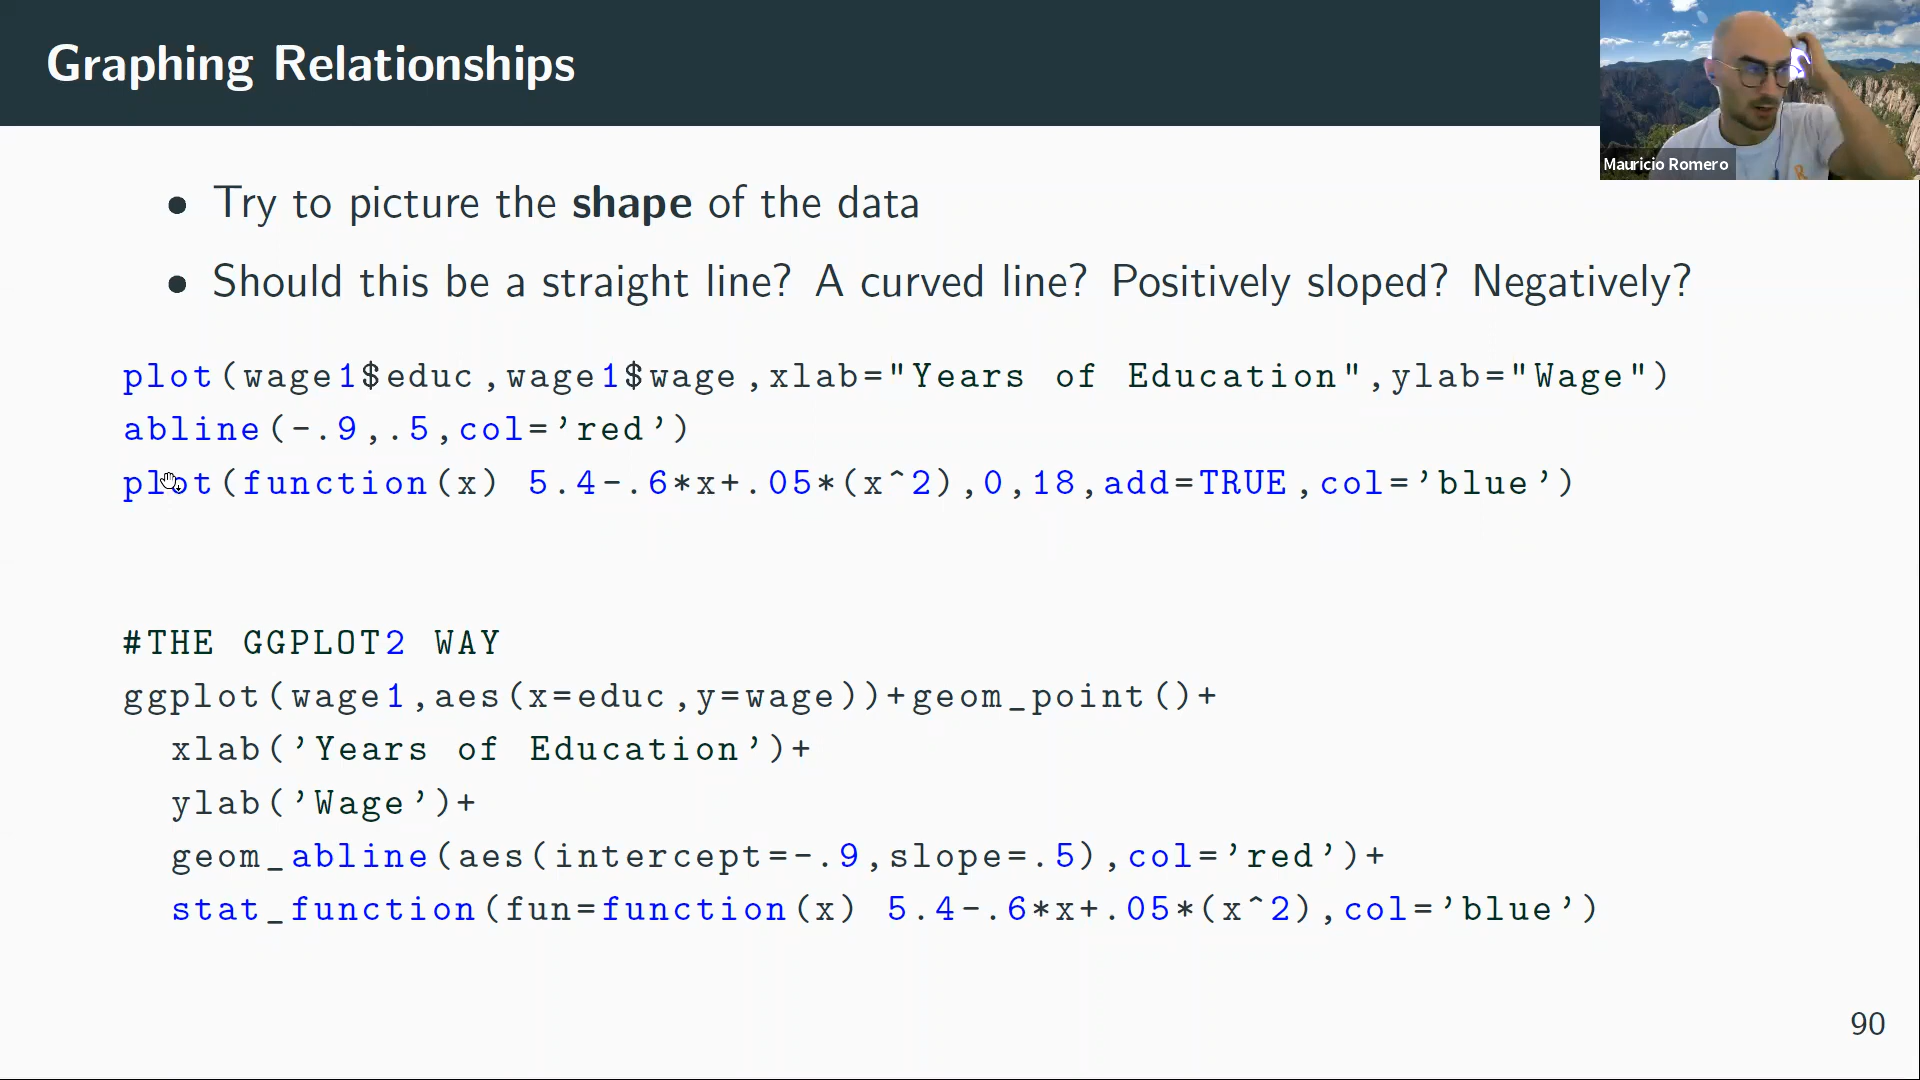 Graphing Relationships
Mauricio Romero
• Try to picture the shape of the data
• Should this be a straight line? A curved line? Positively sloped? Negatively?
plot(wage1$educ,wage1$wage,xlab="Years of Education",ylab="Wage")
abline(-.9,.5,col='red')
plot(function(x) 5.4-.6*x+.05*(x^2),0,18,add=TRUE,col='blue')
#THE GGPLOT2 WAY
ggplot(wage1,aes(x=educ,y=wage))+geom_point()+
xlab('Years of Education')+
ylab('Wage')+
geom_abline(aes(intercept=-.9,slope=.5),col='red')+
stat_function(fun=function(x) 5.4-.6*x+.05*(x^2),col='blue')
90